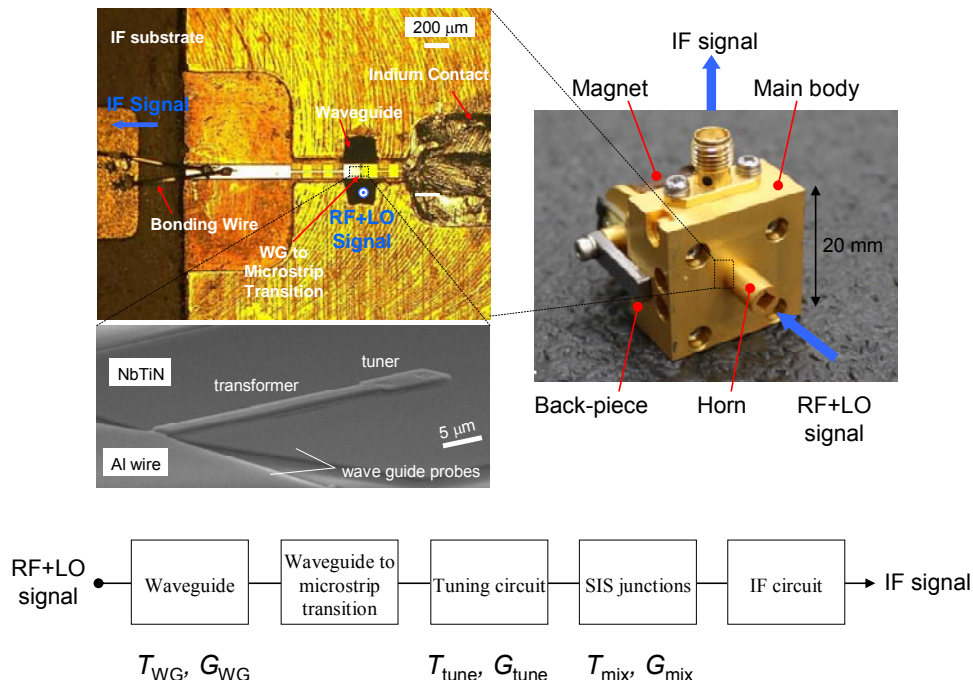 200 μm
IF substrate
Indium Contact
IF Signal
Waveguide
RF+LO
Signal
Bonding Wire
WG to
Microstrip
Transition
NbTiN
transformer
tuner
5 μm
Al wire
wave guide probes
IF signal
Magnet
Main body
20 mm
Back-piece
Horn
RF+LO
signal
RF+LO
signal
Waveguide
Waveguide to
microstrip
transition
Tuning circuit
SIS junctions
IF circuit
IF signal
TWG, GWG
Ttune, Gtune
Tmix, Gmix